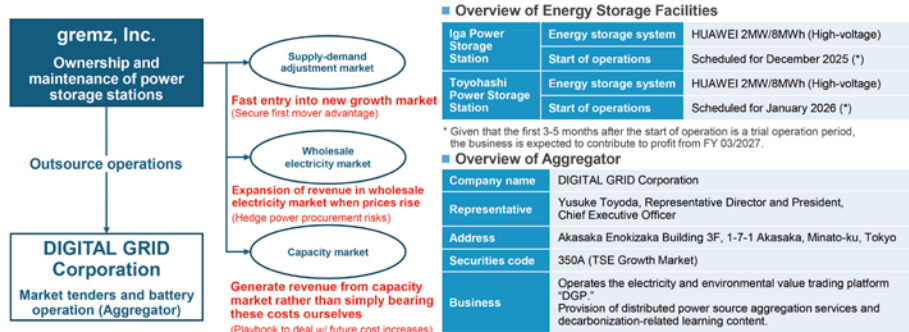 gremz, Inc.
Ownership and
maintenance of power
storage stations
Outsource operations
DIGITAL GRID
Corporation
Market tenders and battery
operation (Aggregator)
Supply-demand
adjustment market
Fast entry into new growth market
(Secure first mover advantage)
Wholesale
electricity market
Expansion of revenue in wholesale
electricity market when prices rise
(Hedge power procurement risks)
Capacity market
Generate revenue from capacity
market rather than simply bearing
these costs ourselves
(Playbook to deal w/ future cost increases)
■ Overview of Energy Storage Facilities
Iga Power
Storage
Station
Energy storage system
HUAWEI 2MW/8MWh (High-voltage)
Start of operations
Scheduled for December 2025 (*)
Toyohashi
Power Storage
Station
Energy storage system
HUAWEI 2MW/8MWh (High-voltage)
Start of operations
Scheduled for January 2026 (*)
* Given that the first 3-5 months after the start of operation is a trial operation period,
the business is expected to contribute to profit from FY 03/2027.
■ Overview of Aggregator
Company name
DIGITAL GRID Corporation
Representative
Yusuke Toyoda, Representative Director and President,
Chief Executive Officer
Address
Akasaka Enokizaka Building 3F, 1-7-1 Akasaka, Minato-ku, Tokyo
Securities code
350A (TSE Growth Market)
Business
Operates the electricity and environmental value trading platform
“DGP.”
Provision of distributed power source aggregation services and
decarbonization-related learning content.